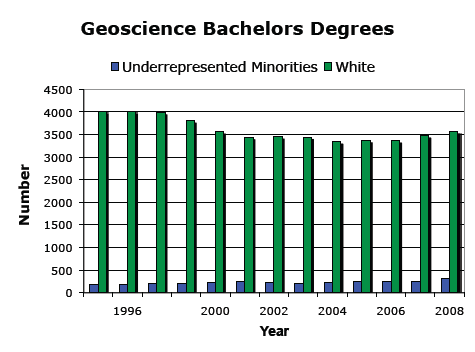 Geoscience Bachelors Degrees
Underrepresented Minorities White
4500
4000
3500
3000
2500
2000
1500
1000
500
0
Number
1996 2000 2002 2004 2006 2008
Year